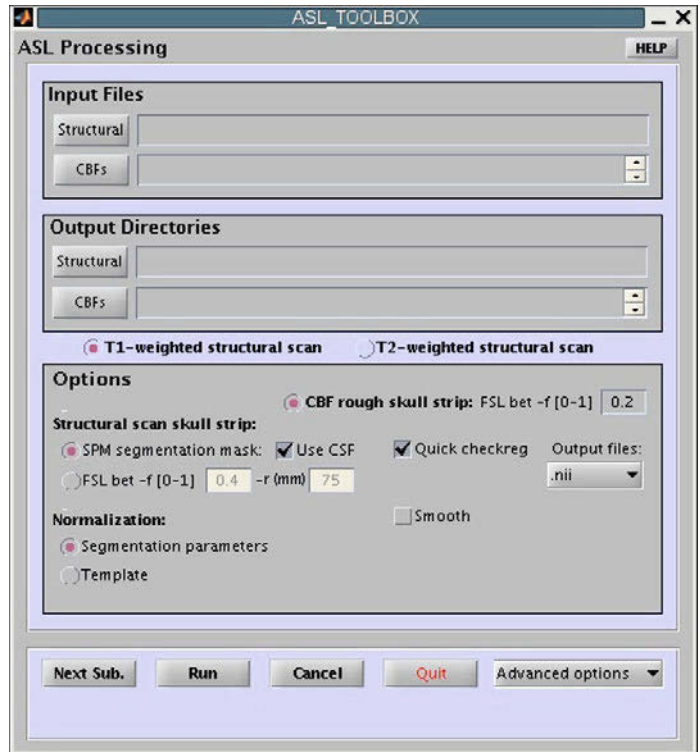 ASL_TOOLBOX
ASL Processing HELP
Input Files
Structural
CBFs
Output Directories
Structural
CBFs
T1-weighted structural scan T2-weighted structural scan
Options
CBF rough skull strip: FSL bet -f [0-1] 0.2
Structural scan skull strip:
SPM segmentation mask: Use CSF Quick checkreg Output files:
FSL bet -f [0-1] 0.4 -r (mm) 75 .nii
Normalization: Smooth
Segmentation parameters
Template
Next Sub. Run Cancel Quit Advanced options